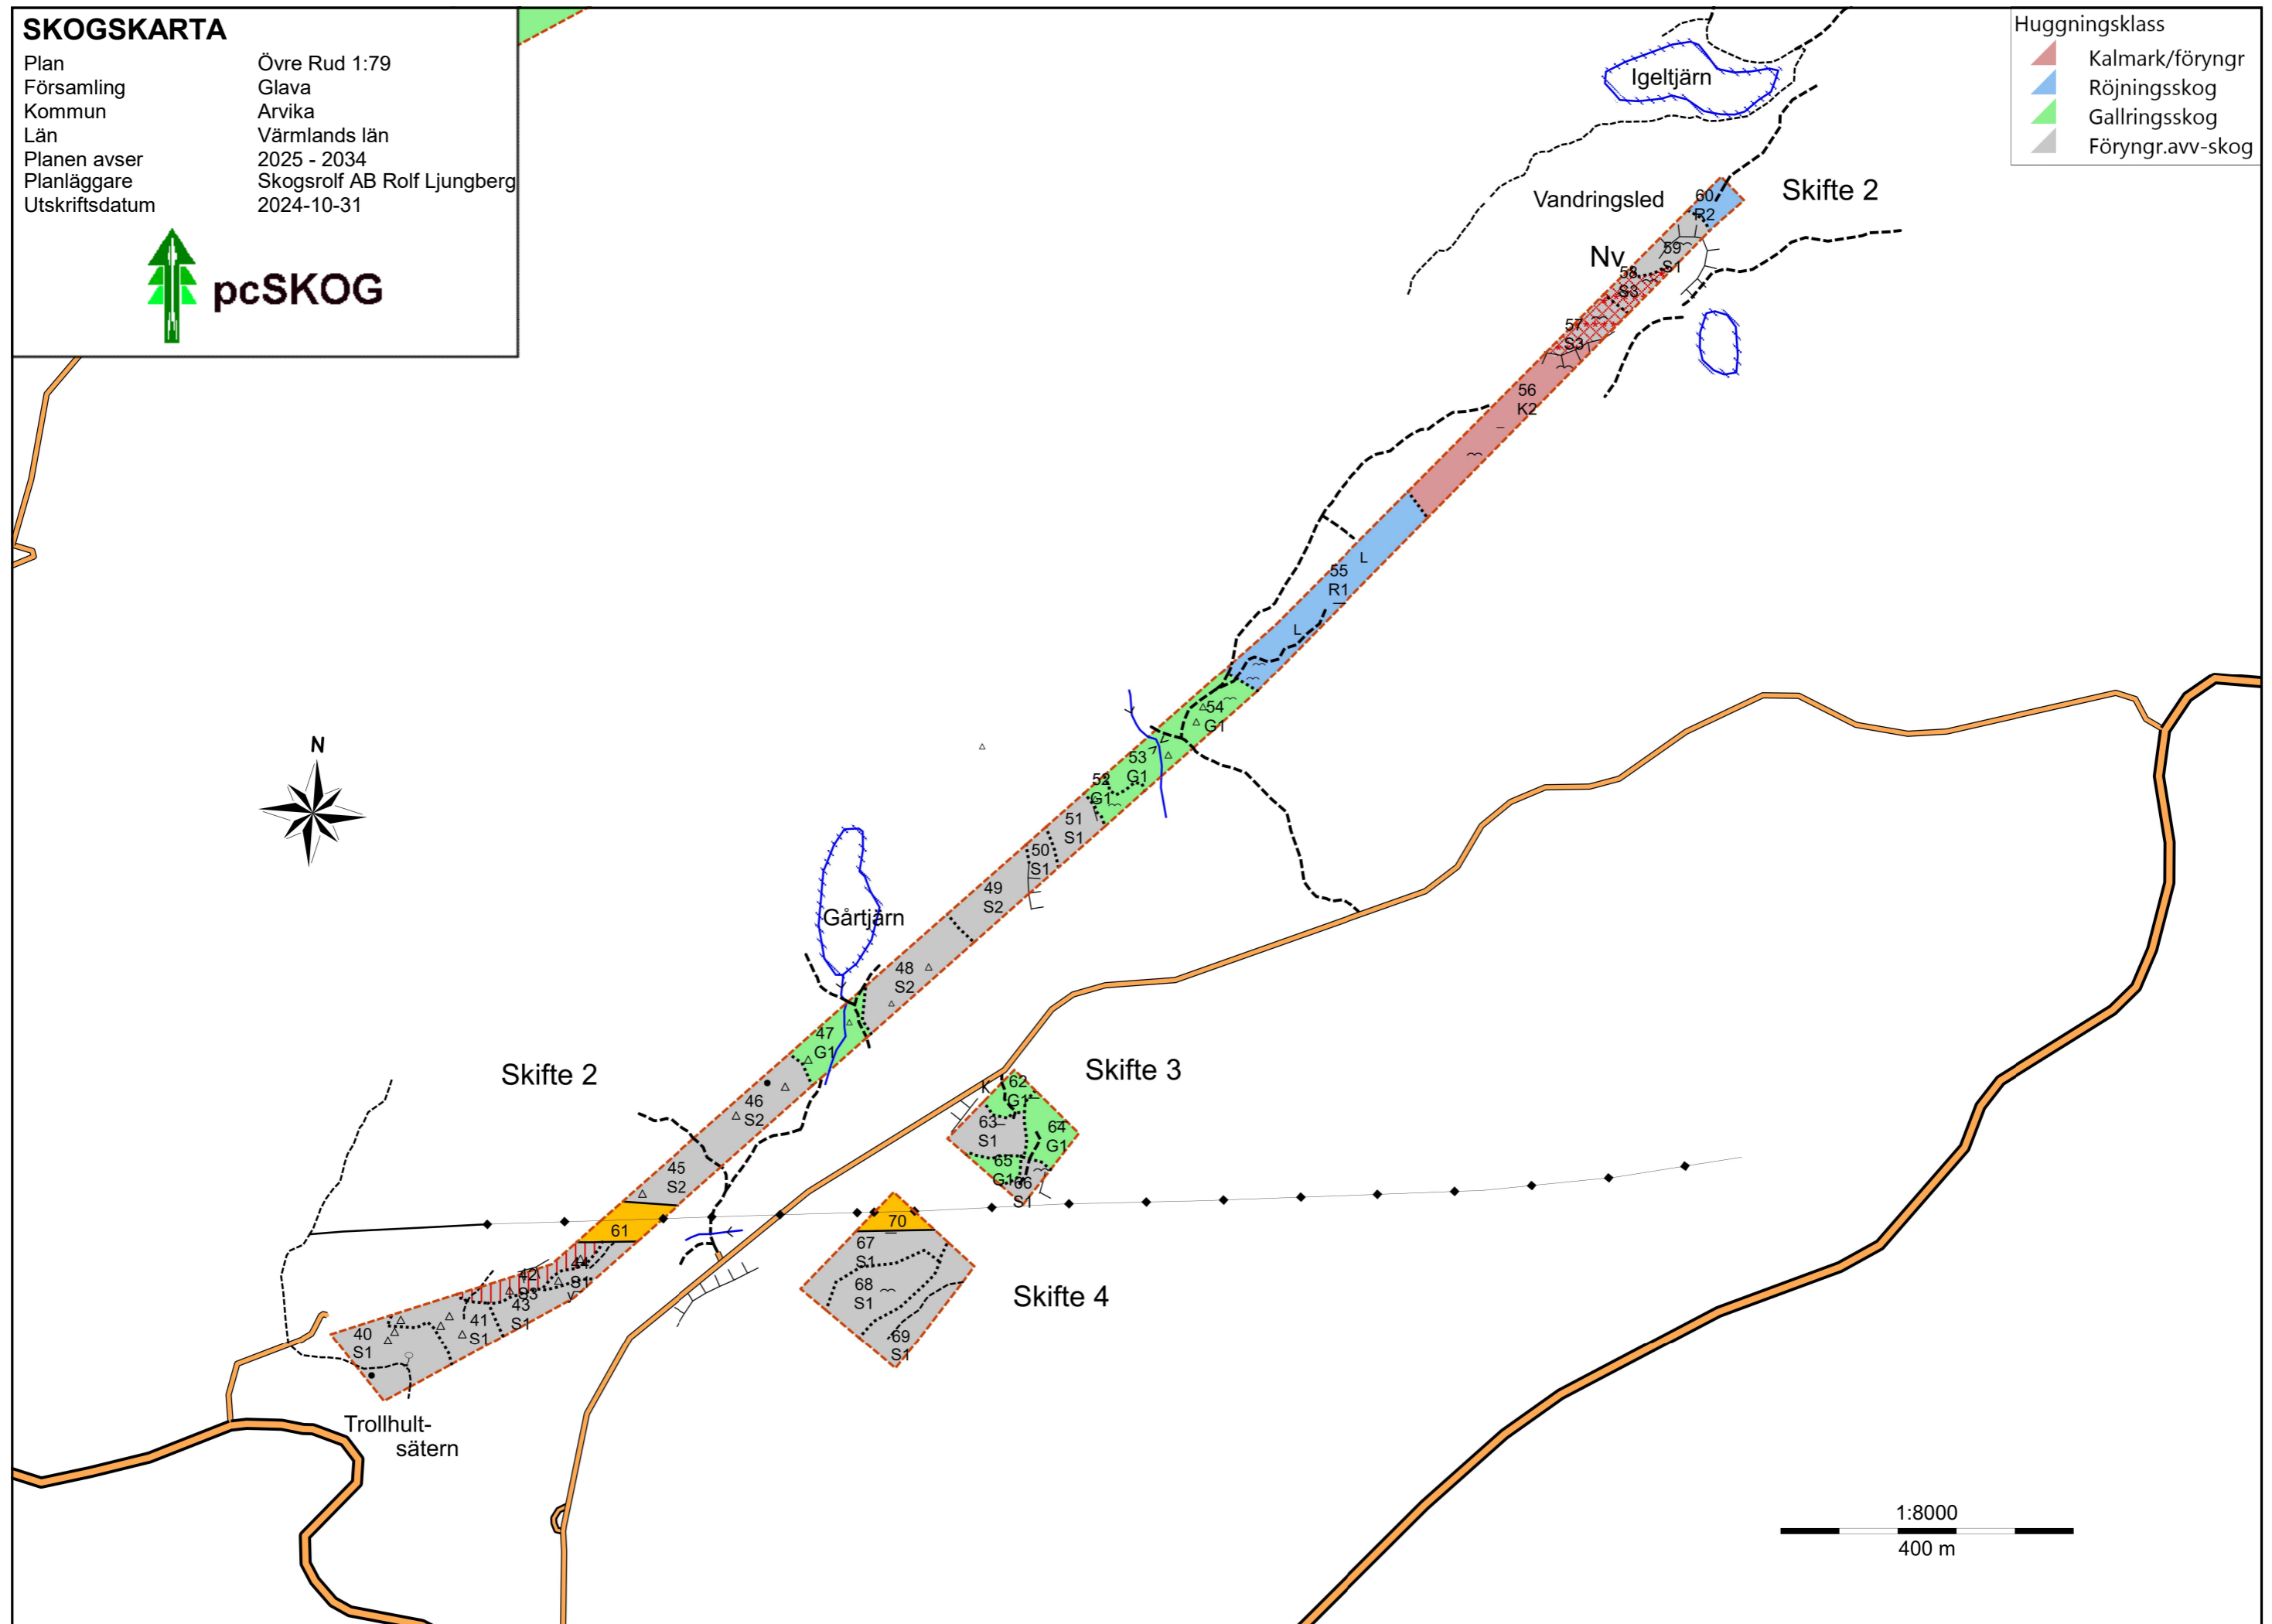 SKOGSKARTA
Plan Övre Rud 1:79
Församling Glava
Kommun Arvika
Län Värmlands län
Planen avser 2025 - 2034
Planläggare Skogsrolf AB Rolf Ljungberg
Utskriftsdatum 2024-10-31
pcSKOG
Huggningsklass
Kalmark/föryngr
Röjningsskog
Gallringsskog
Föryngr.avv-skog
Igeltjärn
Vandringsled
Skifte 2
60
R2
59
S1
Nv
58
S3
57
S3
56
K2
L
55
R1
L
54
G1
53
G1
52
G1
51
S1
50
S1
49
S2
Gårtjärn
48
S2
47
G1
Skifte 2
46
S2
45
S2
61
44
S1
42
S3
43
S1
41
S1
40
S1
Trollhult-
sätern
Skifte 3
K
62
G1
63
S1
64
G1
65
G1
66
S1
70
67
S1
68
S1
69
S1
Skifte 4
N
1:8000
400 m